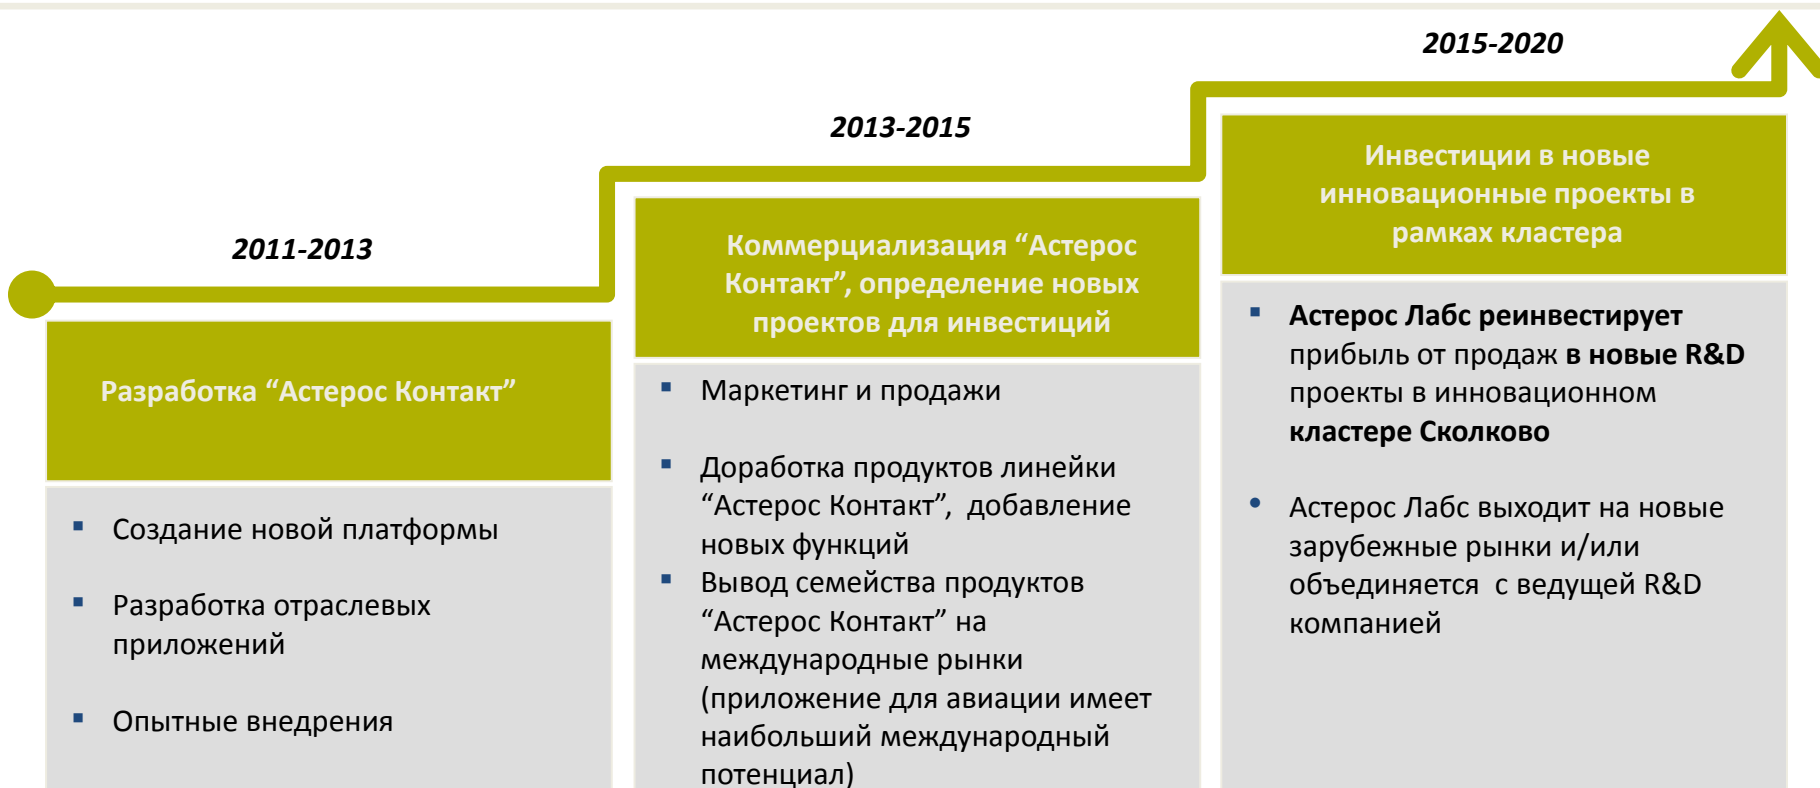 2011-2013
Разработка “Астерос Контакт”
▪ Создание новой платформы
▪ Разработка отраслевых
приложений
▪ Опытные внедрения
2013-2015
Коммерциализация “Астерос
Контакт”, определение новых
проектов для инвестиций
▪ Маркетинг и продажи
▪ Доработка продуктов линейки
“Астерос Контакт”,  добавление
новых функций
▪ Вывод семейства продуктов
“Астерос Контакт” на
международные рынки
(приложение для авиации имеет
наибольший международный
потенциал)
2015-2020
Инвестиции в новые
инновационные проекты в
рамках кластера
▪ Астерос Лабс реинвестирует
прибыль от продаж в новые R&D
проекты в инновационном
кластере Сколково
• Астерос Лабс выходит на новые
зарубежные рынки и/или
объединяется  с ведущей R&D
компанией